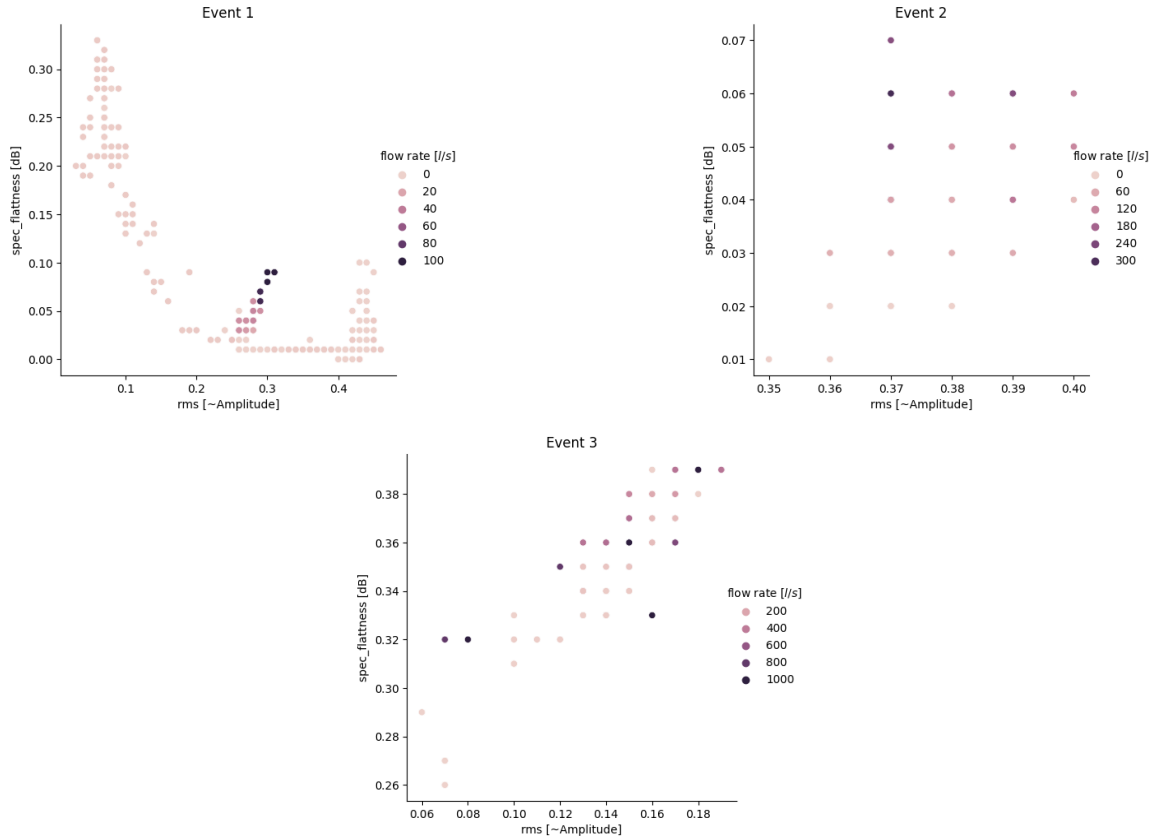 Event 1
spec_flattness [dB]
0.30
0.25
0.20
0.15
0.10
0.05
0.00
0.1 0.2 0.3 0.4
rms [~Amplitude]
flow rate [l/s]
0
20
40
60
80
100
Event 2
spec_flattness [dB]
0.07
0.06
0.05
0.04
0.03
0.02
0.01
0.35 0.36 0.37 0.38 0.39 0.40
rms [~Amplitude]
flow rate [l/s]
0
60
120
180
240
300
Event 3
spec_flattness [dB]
0.38
0.36
0.34
0.32
0.30
0.28
0.26
0.06 0.08 0.10 0.12 0.14 0.16 0.18
rms [~Amplitude]
flow rate [l/s]
200
400
600
800
1000